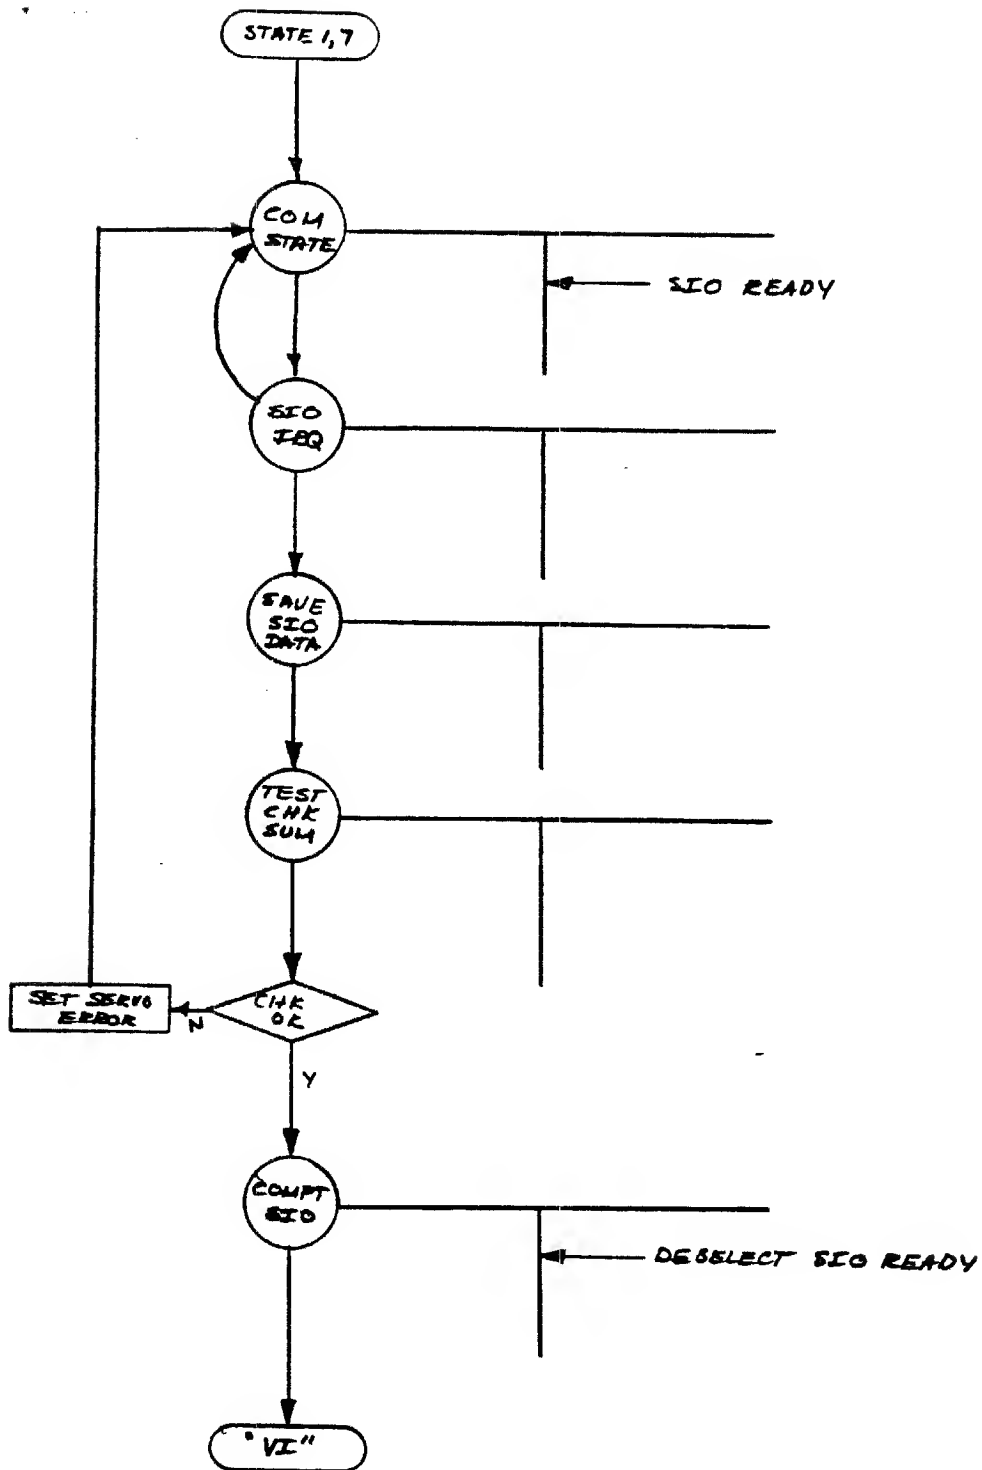 STATE 1,7
COM
STATE
SIO READY
SIO
IRQ
SAVE
SIO
DATA
TEST
CHK
SUM
SET SERVO
ERROR
N
CHK
OK
Y
COMPT
SIO
DESELECT SIO READY
"VI"